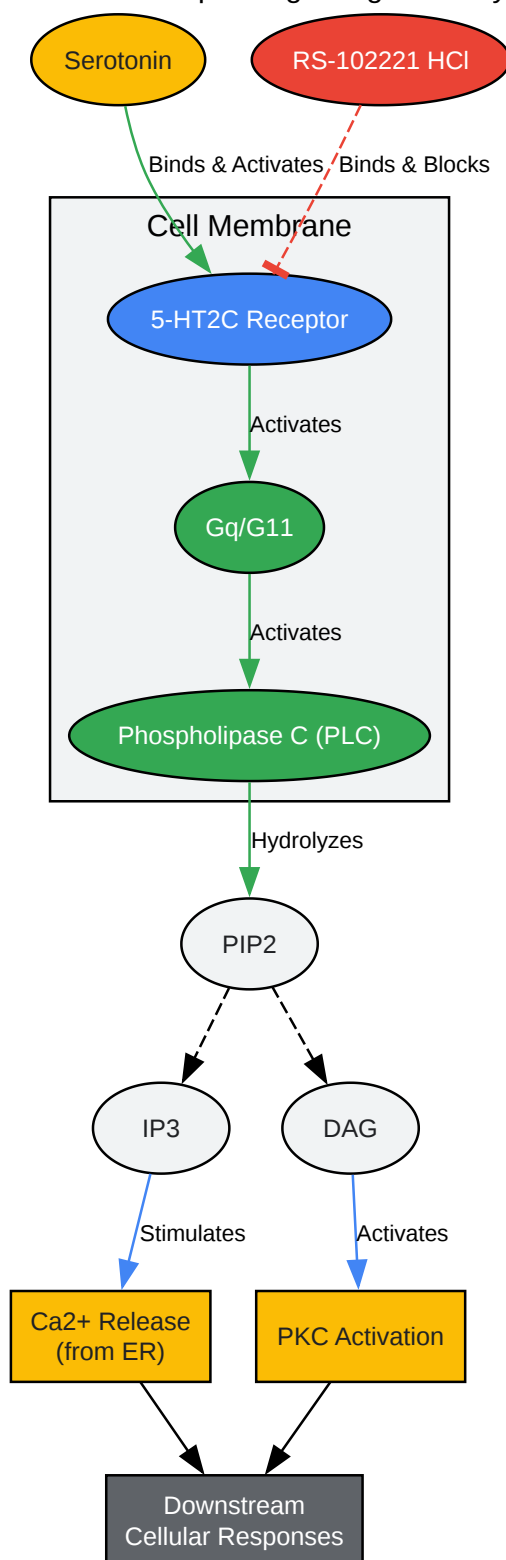 Serotonin
RS-102221 HCl
Binds & Activates
Binds & Blocks
Cell Membrane
5-HT2C Receptor
Activates
Gq/G11
Activates
Phospholipase C (PLC)
Hydrolyzes
PIP2
IP3
DAG
Stimulates
Activates
Ca2+ Release
(from ER)
PKC Activation
Downstream
Cellular Responses